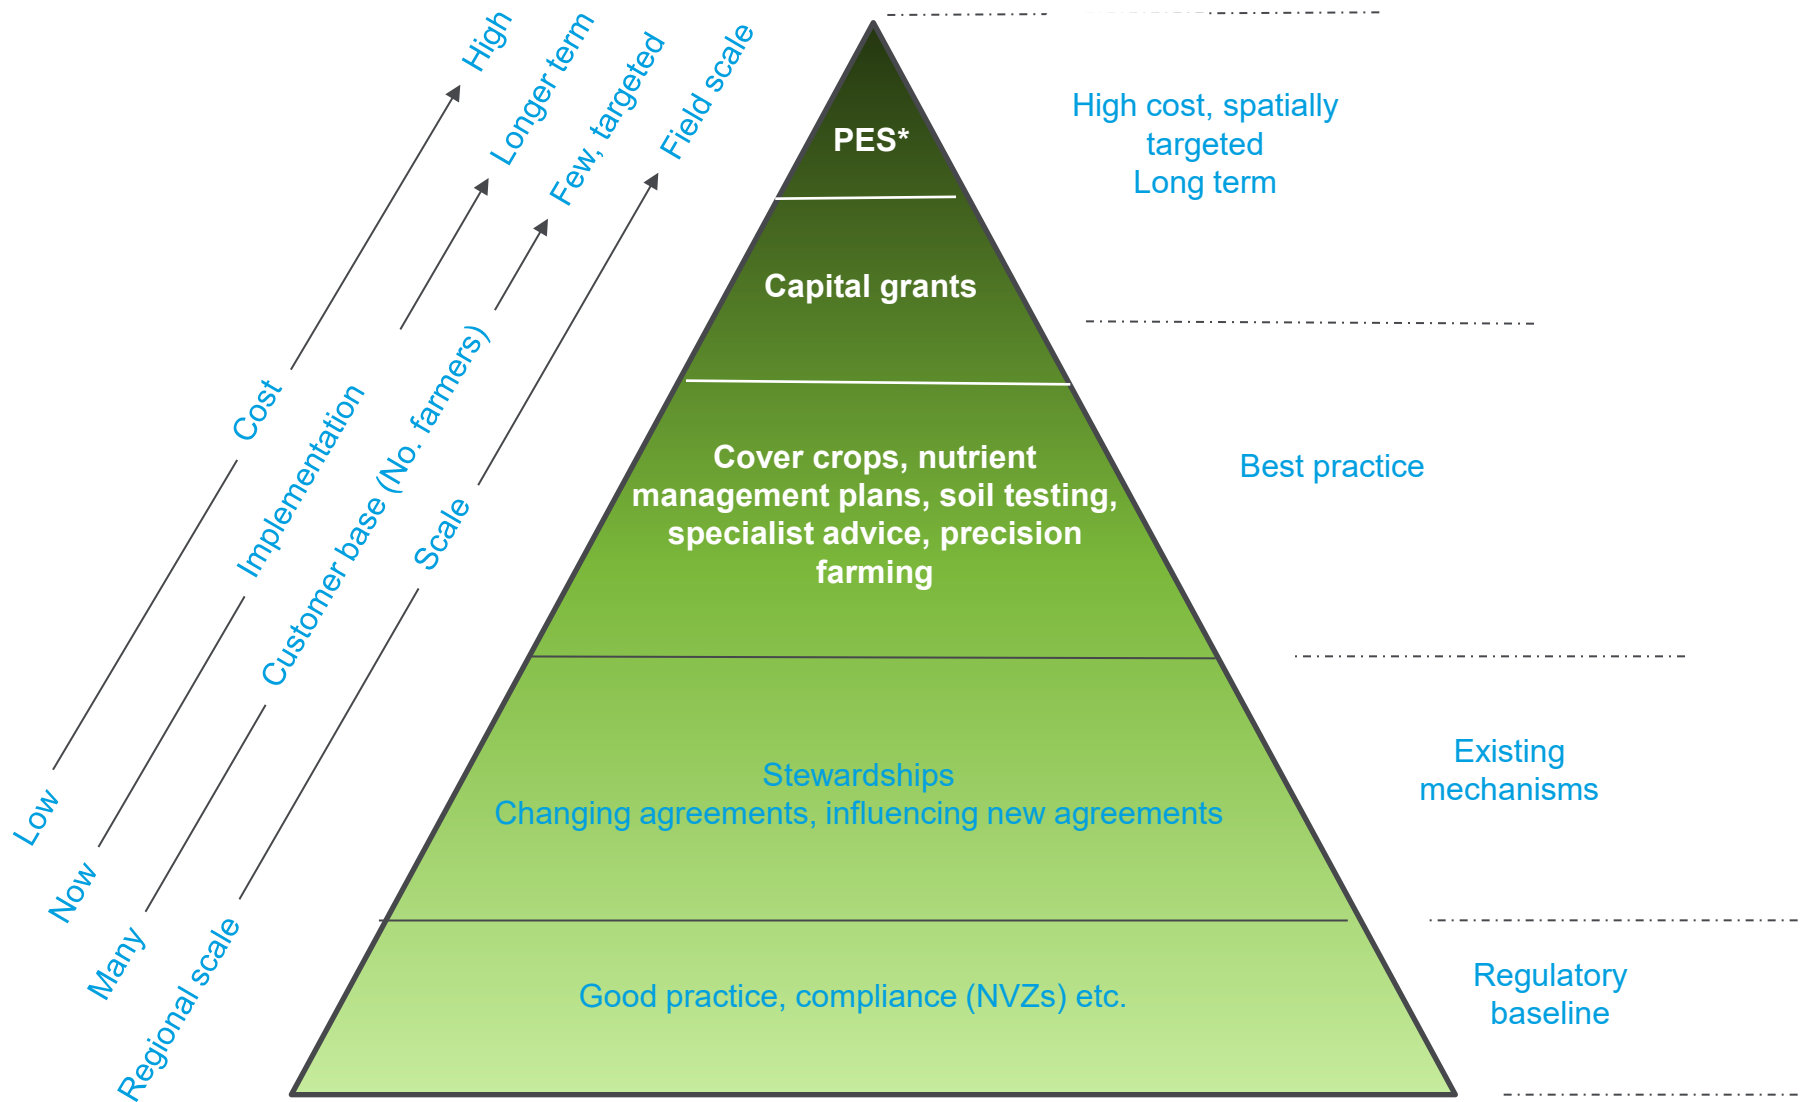 High
Longer term
Few, targeted
Field scale
Cost
Implementation
Customer base (No. farmers)
Scale
Low
Now
Many
Regional scale
PES*
Capital grants
Cover crops, nutrient
management plans, soil testing,
specialist advice, precision
farming
Stewardships
Changing agreements, influencing new agreements
Good practice, compliance (NVZs) etc.
High cost, spatially
targeted
Long term
Best practice
Existing
mechanisms
Regulatory
baseline